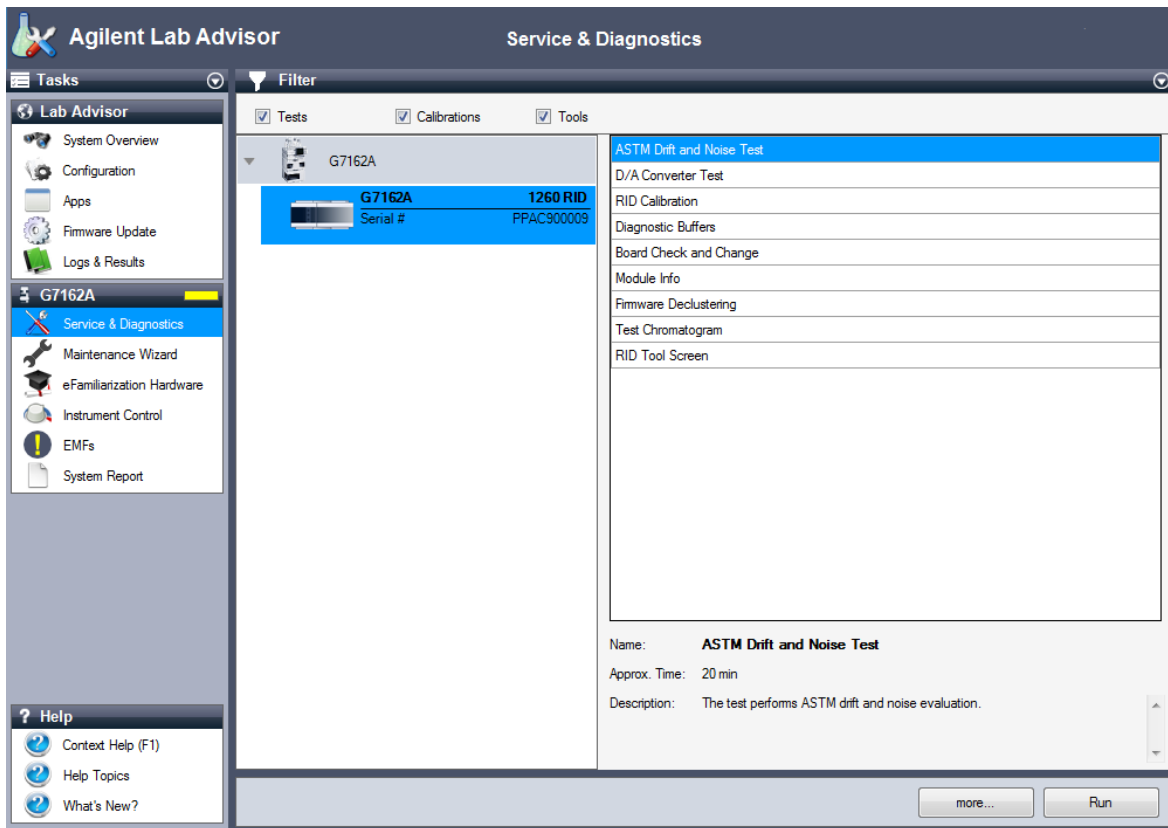 Agilent Lab Advisor
Service & Diagnostics
Tasks
Filter
Lab Advisor
System Overview
Configuration
Apps
Firmware Update
Logs & Results
G7162A
Service & Diagnostics
Maintenance Wizard
eFamiliarization Hardware
Instrument Control
EMFs
System Report
? Help
Context Help (F1)
Help Topics
What's New?
Tests
Calibrations
Tools
G7162A
G7162A 1260 RID
Serial # PPAC900009
ASTM Drift and Noise Test
D/A Converter Test
RID Calibration
Diagnostic Buffers
Board Check and Change
Module Info
Firmware Declustering
Test Chromatogram
RID Tool Screen
Name: ASTM Drift and Noise Test
Approx. Time: 20 min
Description: The test performs ASTM drift and noise evaluation.
more...
Run